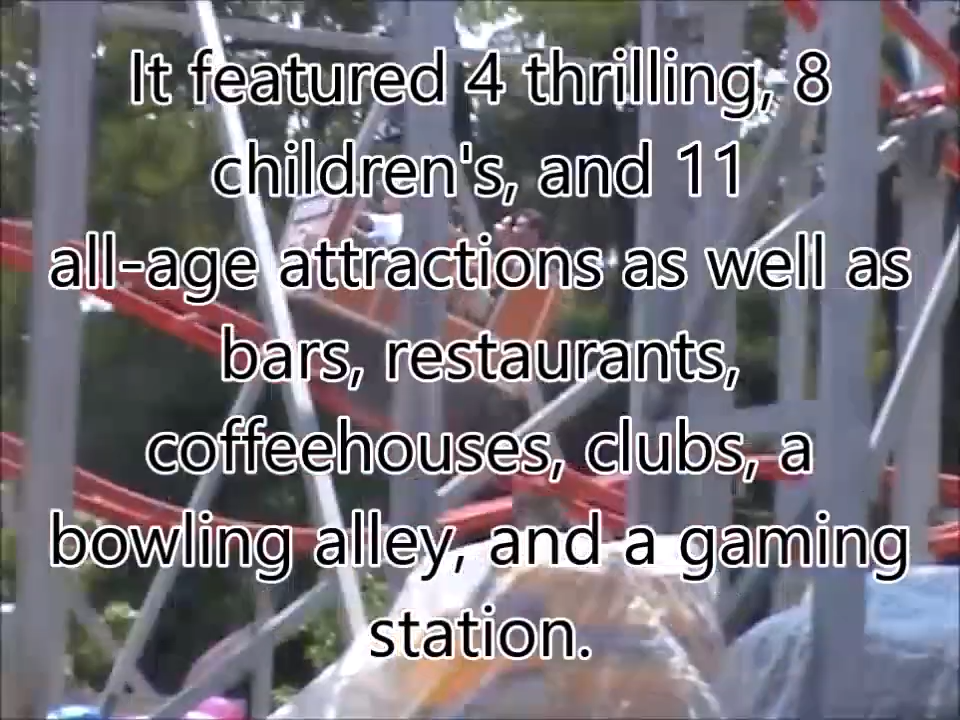 It featured 4 thrilling, 8
children's, and 11
all-age attractions as well as
bars, restaurants,
coffeehouses, clubs, a
bowling alley, and a gaming
station.